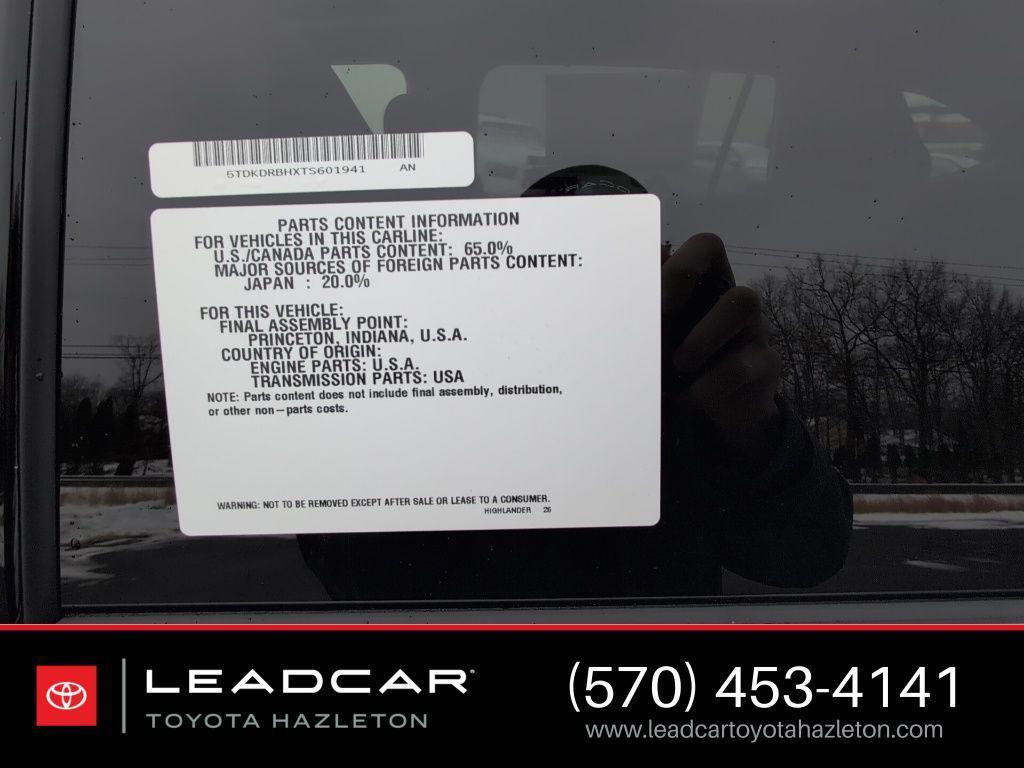 5TDKDRBHXTS601941 AN
PARTS CONTENT INFORMATION
FOR VEHICLES IN THIS CARLINE:
U.S./CANADA PARTS CONTENT: 65.0%
MAJOR SOURCES OF FOREIGN PARTS CONTENT:
JAPAN : 20.0%
FOR THIS VEHICLE:
FINAL ASSEMBLY POINT:
PRINCETON, INDIANA, U.S.A.
COUNTRY OF ORIGIN:
ENGINE PARTS: U.S.A.
TRANSMISSION PARTS: USA
NOTE: Parts content does not include final assembly, distribution,
or other non-parts costs.
WARNING: NOT TO BE REMOVED EXCEPT AFTER SALE OR LEASE TO A CONSUMER.
HIGHLANDER 26
LEADCAR
TOYOTA HAZLETON
(570) 453-4141
www.leadcartoyotahazleton.com